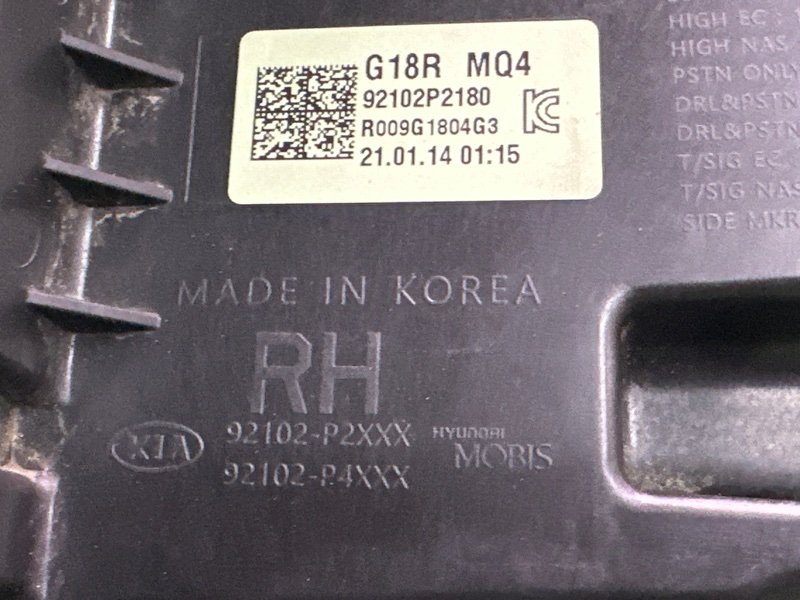 G18R MQ4
92102P2180
R009G1804G3
21.01.14 01:15
HIGH EC :
HIGH NAS
PSTN ONLY
DRL&PSTN
DRL&PSTN
T/SIG EC
T/SIG NAS
SIDE MKR
MADE IN KOREA
RH
KIA
92102-P2XXX
92102-P4XXX
HYUNDAI
MOBIS